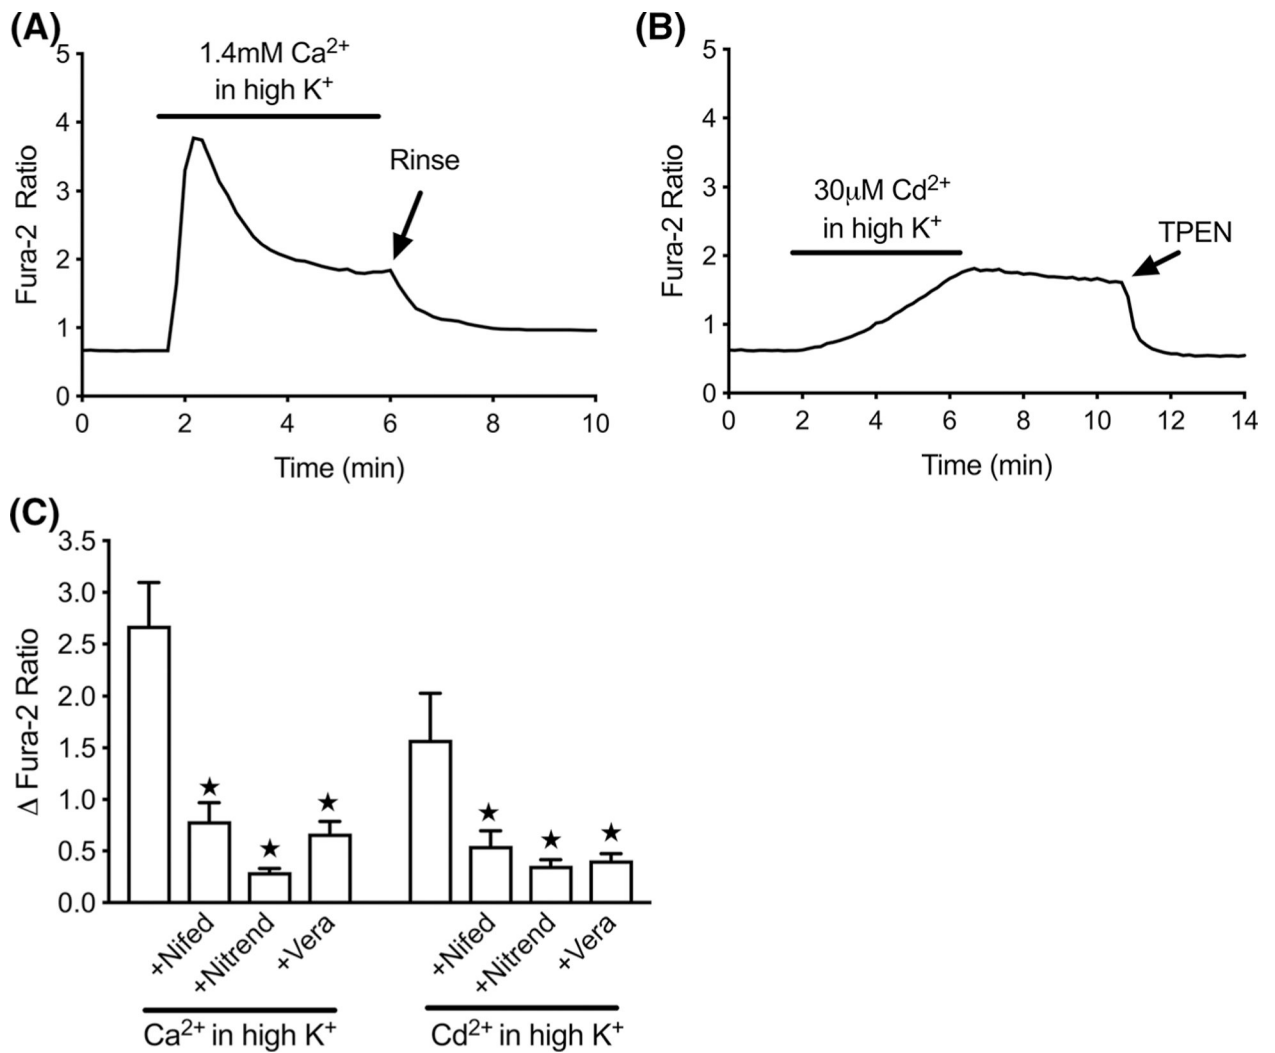 (A)
5
4
3
2
1
0
Fura-2 Ratio
1.4mM Ca²⁺
in high K⁺
Rinse
0 2 4 6 8 10
Time (min)
(B)
5
4
3
2
1
0
Fura-2 Ratio
30μM Cd²⁺
in high K⁺
TPEN
0 2 4 6 8 10 12 14
Time (min)
(C)
3.5
3.0
2.5
2.0
1.5
1.0
0.5
0.0
Δ Fura-2 Ratio
★ ★ ★ ★ ★ ★
+Nifed +Nitrend +Vera +Nifed +Nitrend +Vera
Ca²⁺ in high K⁺ Cd²⁺ in high K⁺